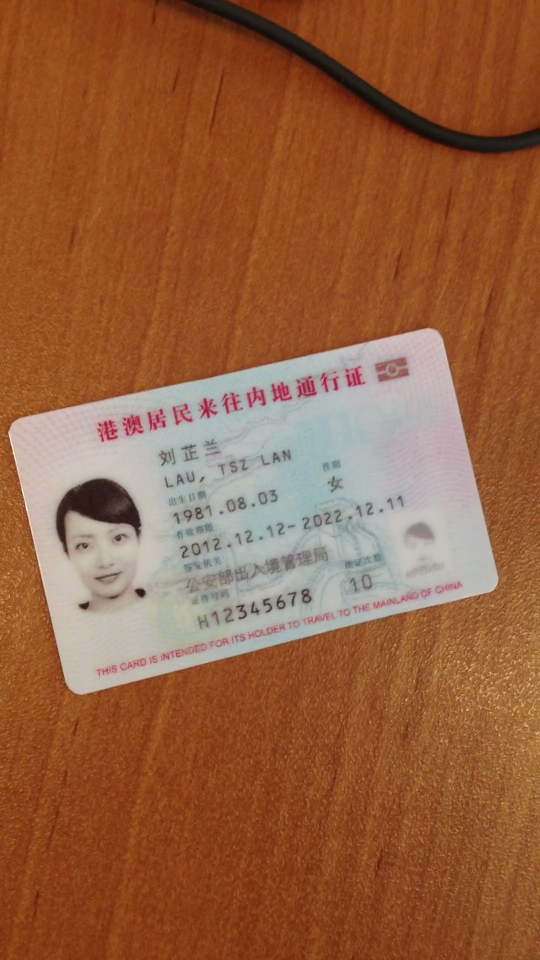 港澳居民来往内地通行证
刘芷兰
LAU, TSZ LAN
出生日期 性别
1981.08.03 女
有效期限
2012.12.12-2022.12.11
签发机关 换证次数
公安部出入境管理局 10
证件号码
H12345678
THIS CARD IS INTENDED FOR ITS HOLDER TO TRAVEL TO THE MAINLAND OF CHINA